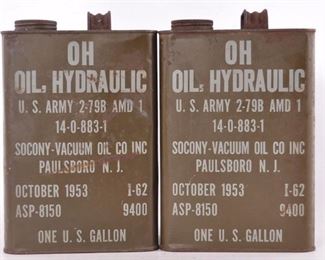 OH
OIL, HYDRAULIC
U. S. ARMY 2-79B AMD 1
14-0-883-1
SOCONY-VACUUM OIL CO INC
PAULSBORO N. J.
OCTOBER 1953 I-62
ASP-8150 9400
ONE U. S. GALLON
OH
OIL, HYDRAULIC
U. S. ARMY 2-79B AMD 1
14-0-883-1
SOCONY-VACUUM OIL CO INC
PAULSBORO N. J.
OCTOBER 1953 I-62
ASP-8150 9400
ONE U. S. GALLON